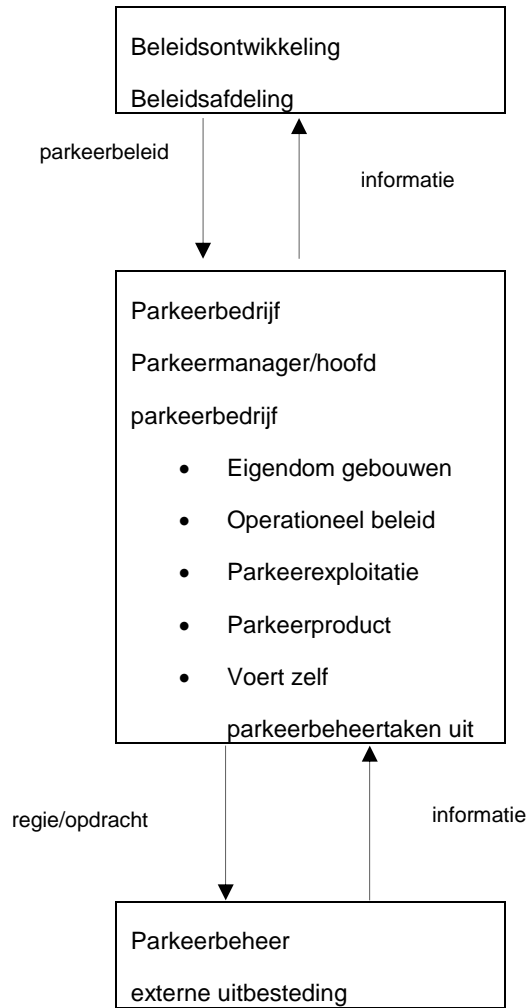 Beleidsontwikkeling
Beleidsafdeling
parkeerbeleid
informatie
Parkeerbedrijf
Parkeermanager/hoofd
parkeerbedrijf
• Eigendom gebouwen
• Operationeel beleid
• Parkeerexploitatie
• Parkeerproduct
• Voert zelf
parkeerbeheertaken uit
regie/opdracht
informatie
Parkeerbeheer
externe uitbesteding